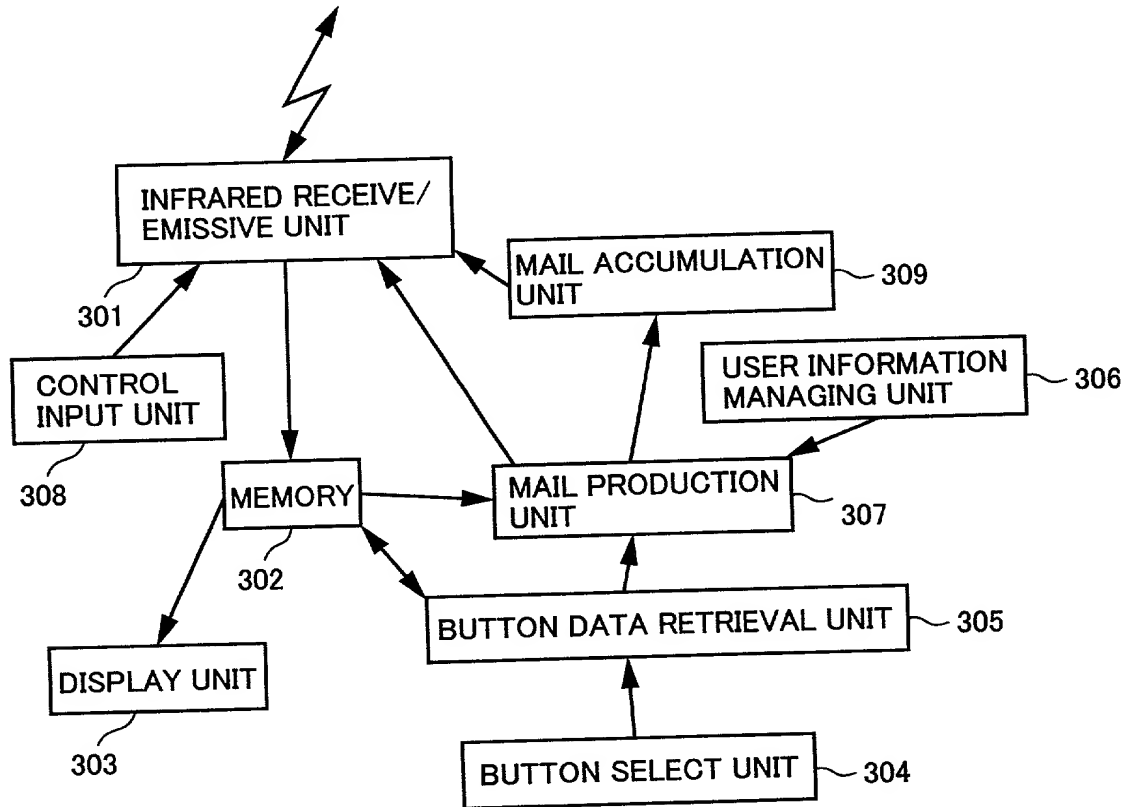 INFRARED RECEIVE/
EMISSIVE UNIT
301
MAIL ACCUMULATION
UNIT
309
CONTROL
INPUT UNIT
308
USER INFORMATION
MANAGING UNIT
306
MEMORY
302
MAIL PRODUCTION
UNIT
307
BUTTON DATA RETRIEVAL UNIT
305
DISPLAY UNIT
303
BUTTON SELECT UNIT
304